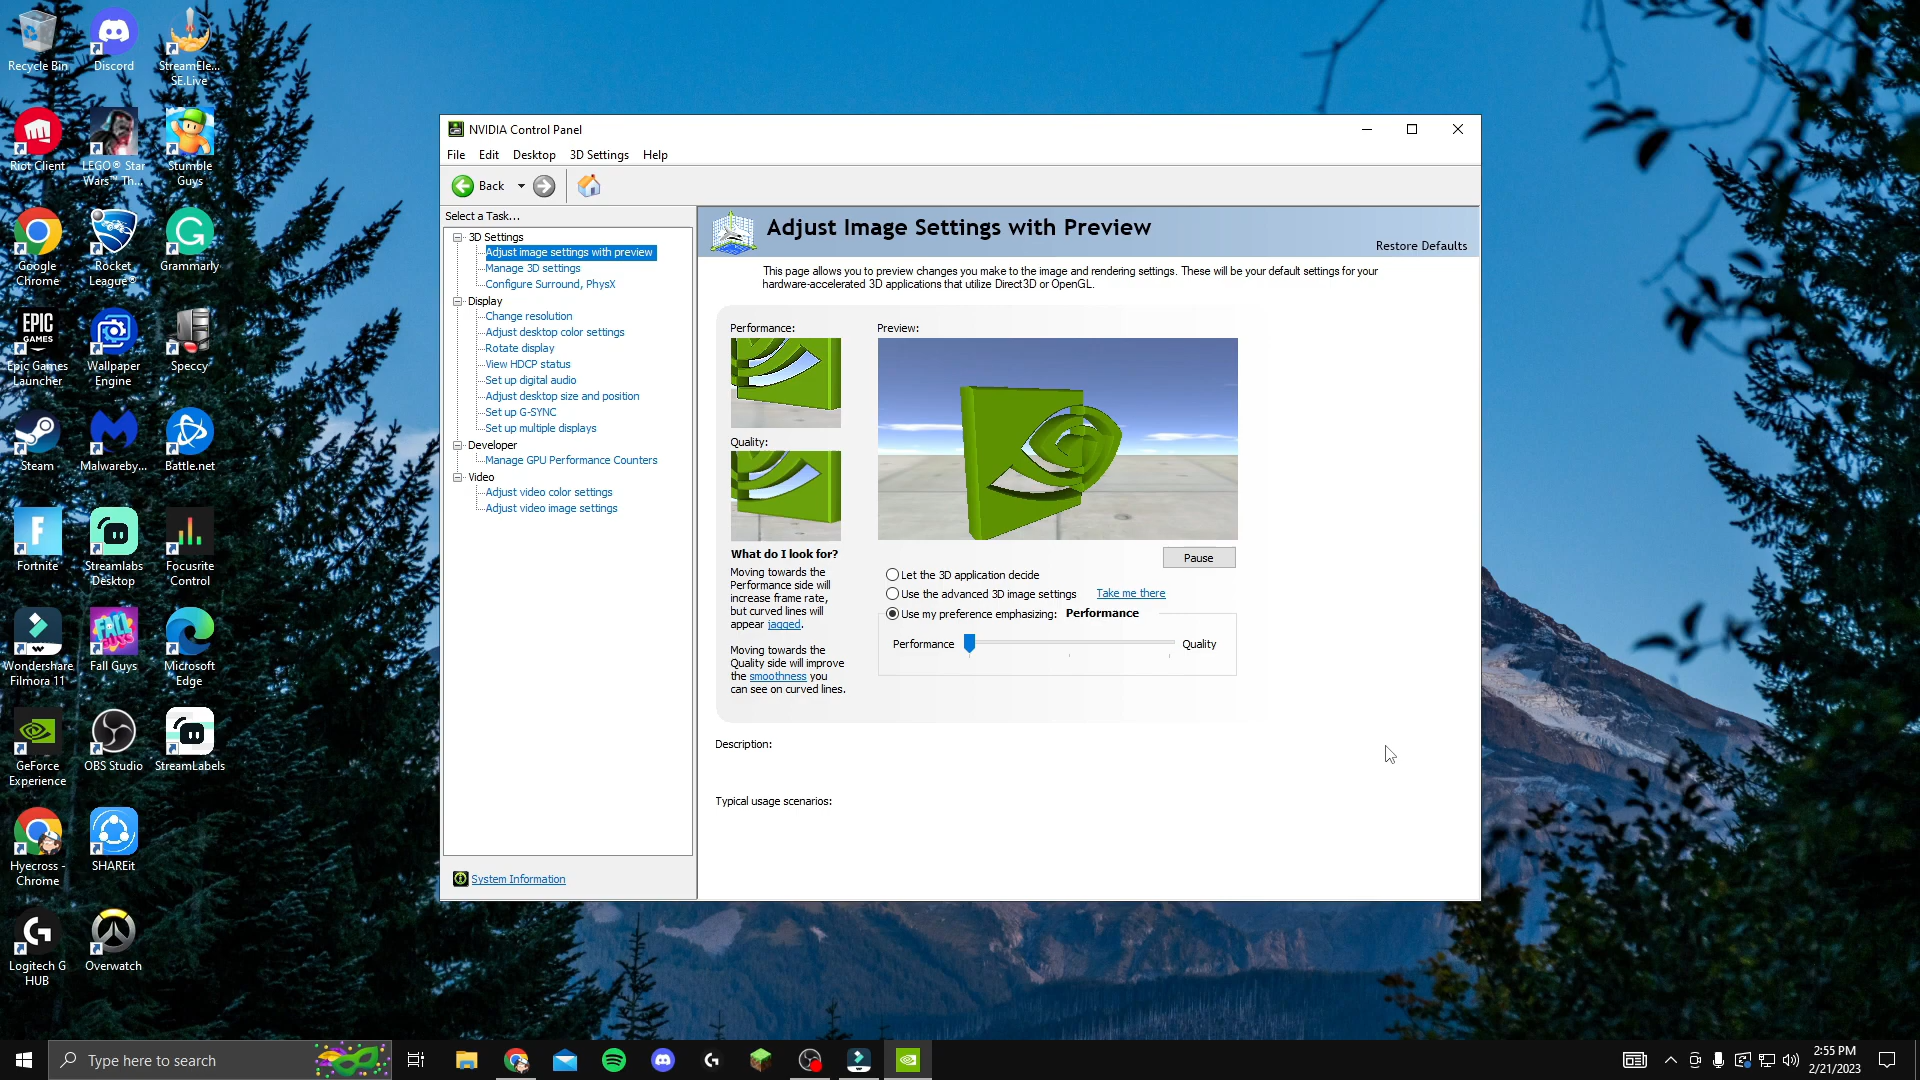 Recycle Bin
Discord
StreamEle...
SE.Live
Riot Client
LEGO® Star
Wars™ Th...
Stumble
Guys
Google
Chrome
Rocket
League®
Grammarly
EPIC
GAMES
Epic Games
Launcher
Wallpaper
Engine
Speccy
Steam
Malwareby...
Battle.net
Fortnite
Streamlabs
Desktop
Focusrite
Control
Wondershare
Filmora 11
FALL
GUYS
Fall Guys
Microsoft
Edge
GeForce
Experience
OBS Studio
StreamLabels
Hyecross -
Chrome
SHAREit
Logitech G
HUB
Overwatch
NVIDIA Control Panel
File Edit Desktop 3D Settings Help
Back
Select a Task...
3D Settings
Adjust image settings with preview
Manage 3D settings
Configure Surround, PhysX
Display
Change resolution
Adjust desktop color settings
Rotate display
View HDCP status
Set up digital audio
Adjust desktop size and position
Set up G-SYNC
Set up multiple displays
Developer
Manage GPU Performance Counters
Video
Adjust video color settings
Adjust video image settings
System Information
Adjust Image Settings with Preview
Restore Defaults
This page allows you to preview changes you make to the image and rendering settings. These will be your default settings for your
hardware-accelerated 3D applications that utilize Direct3D or OpenGL.
Performance:
Preview:
Quality:
What do I look for?
Moving towards the
Performance side will
increase frame rate,
but curved lines will
appear jagged.
Moving towards the
Quality side will improve
the smoothness you
can see on curved lines.
Pause
Let the 3D application decide
Use the advanced 3D image settings Take me there
Use my preference emphasizing: Performance
Performance Quality
Description:
Typical usage scenarios:
Type here to search
2:55 PM
2/21/2023